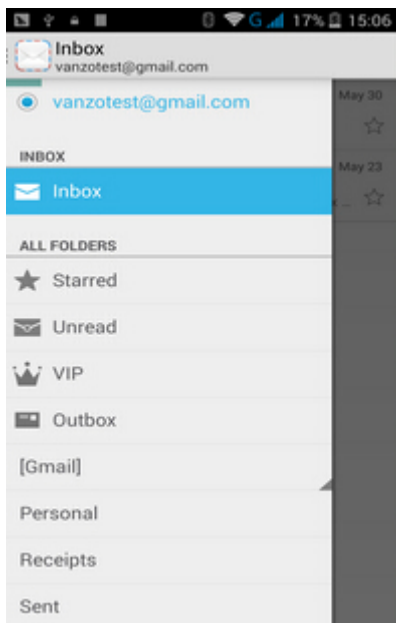 G 17% 15:06
Inbox
vanzotest@gmail.com
vanzotest@gmail.com
May 30
INBOX
May 23
Inbox
ALL FOLDERS
Starred
Unread
VIP
Outbox
[Gmail]
Personal
Receipts
Sent